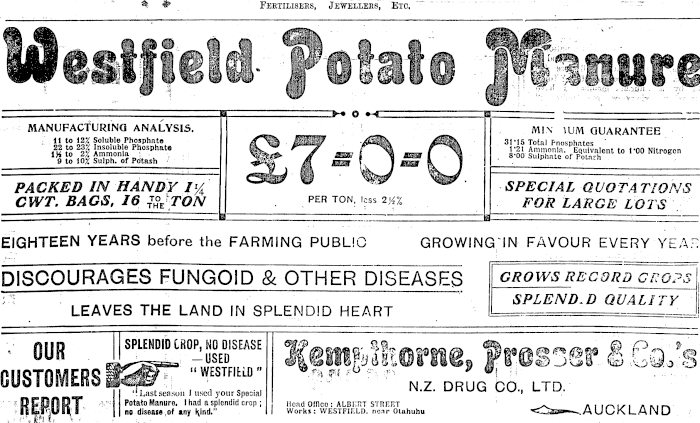 FERTILISERS, JEWELLERS, ETC.
Westfield Potato Manure
MANUFACTURING ANALYSIS.
11 to 12% Soluble Phosphate
22 to 23% Insoluble Phosphate
1½ to 2% Ammonia
9 to 10% Sulph. of Potash
PACKED IN HANDY 1¼
CWT. BAGS, 16 TO THE TON
£7=0=0
PER TON, less 2½%
MINIMUM GUARANTEE
31·15 Total Phosphates
1·21 Ammonia. Equivalent to 1·00 Nitrogen
8·00 Sulphate of Potash
SPECIAL QUOTATIONS
FOR LARGE LOTS
EIGHTEEN YEARS before the FARMING PUBLIC
GROWING IN FAVOUR EVERY YEAR
DISCOURAGES FUNGOID & OTHER DISEASES
LEAVES THE LAND IN SPLENDID HEART
GROWS RECORD CROPS
SPLENDID QUALITY
OUR
CUSTOMERS
REPORT
SPLENDID CROP, NO DISEASE
—USED
"WESTFIELD"
"Last season I used your Special
Potato Manure. I had a splendid crop;
no disease of any kind."
Kempthorne, Prosser & Co.'s
N.Z. DRUG CO., LTD.
Head Office: ALBERT STREET
Works: WESTFIELD, near Otahuhu
AUCKLAND